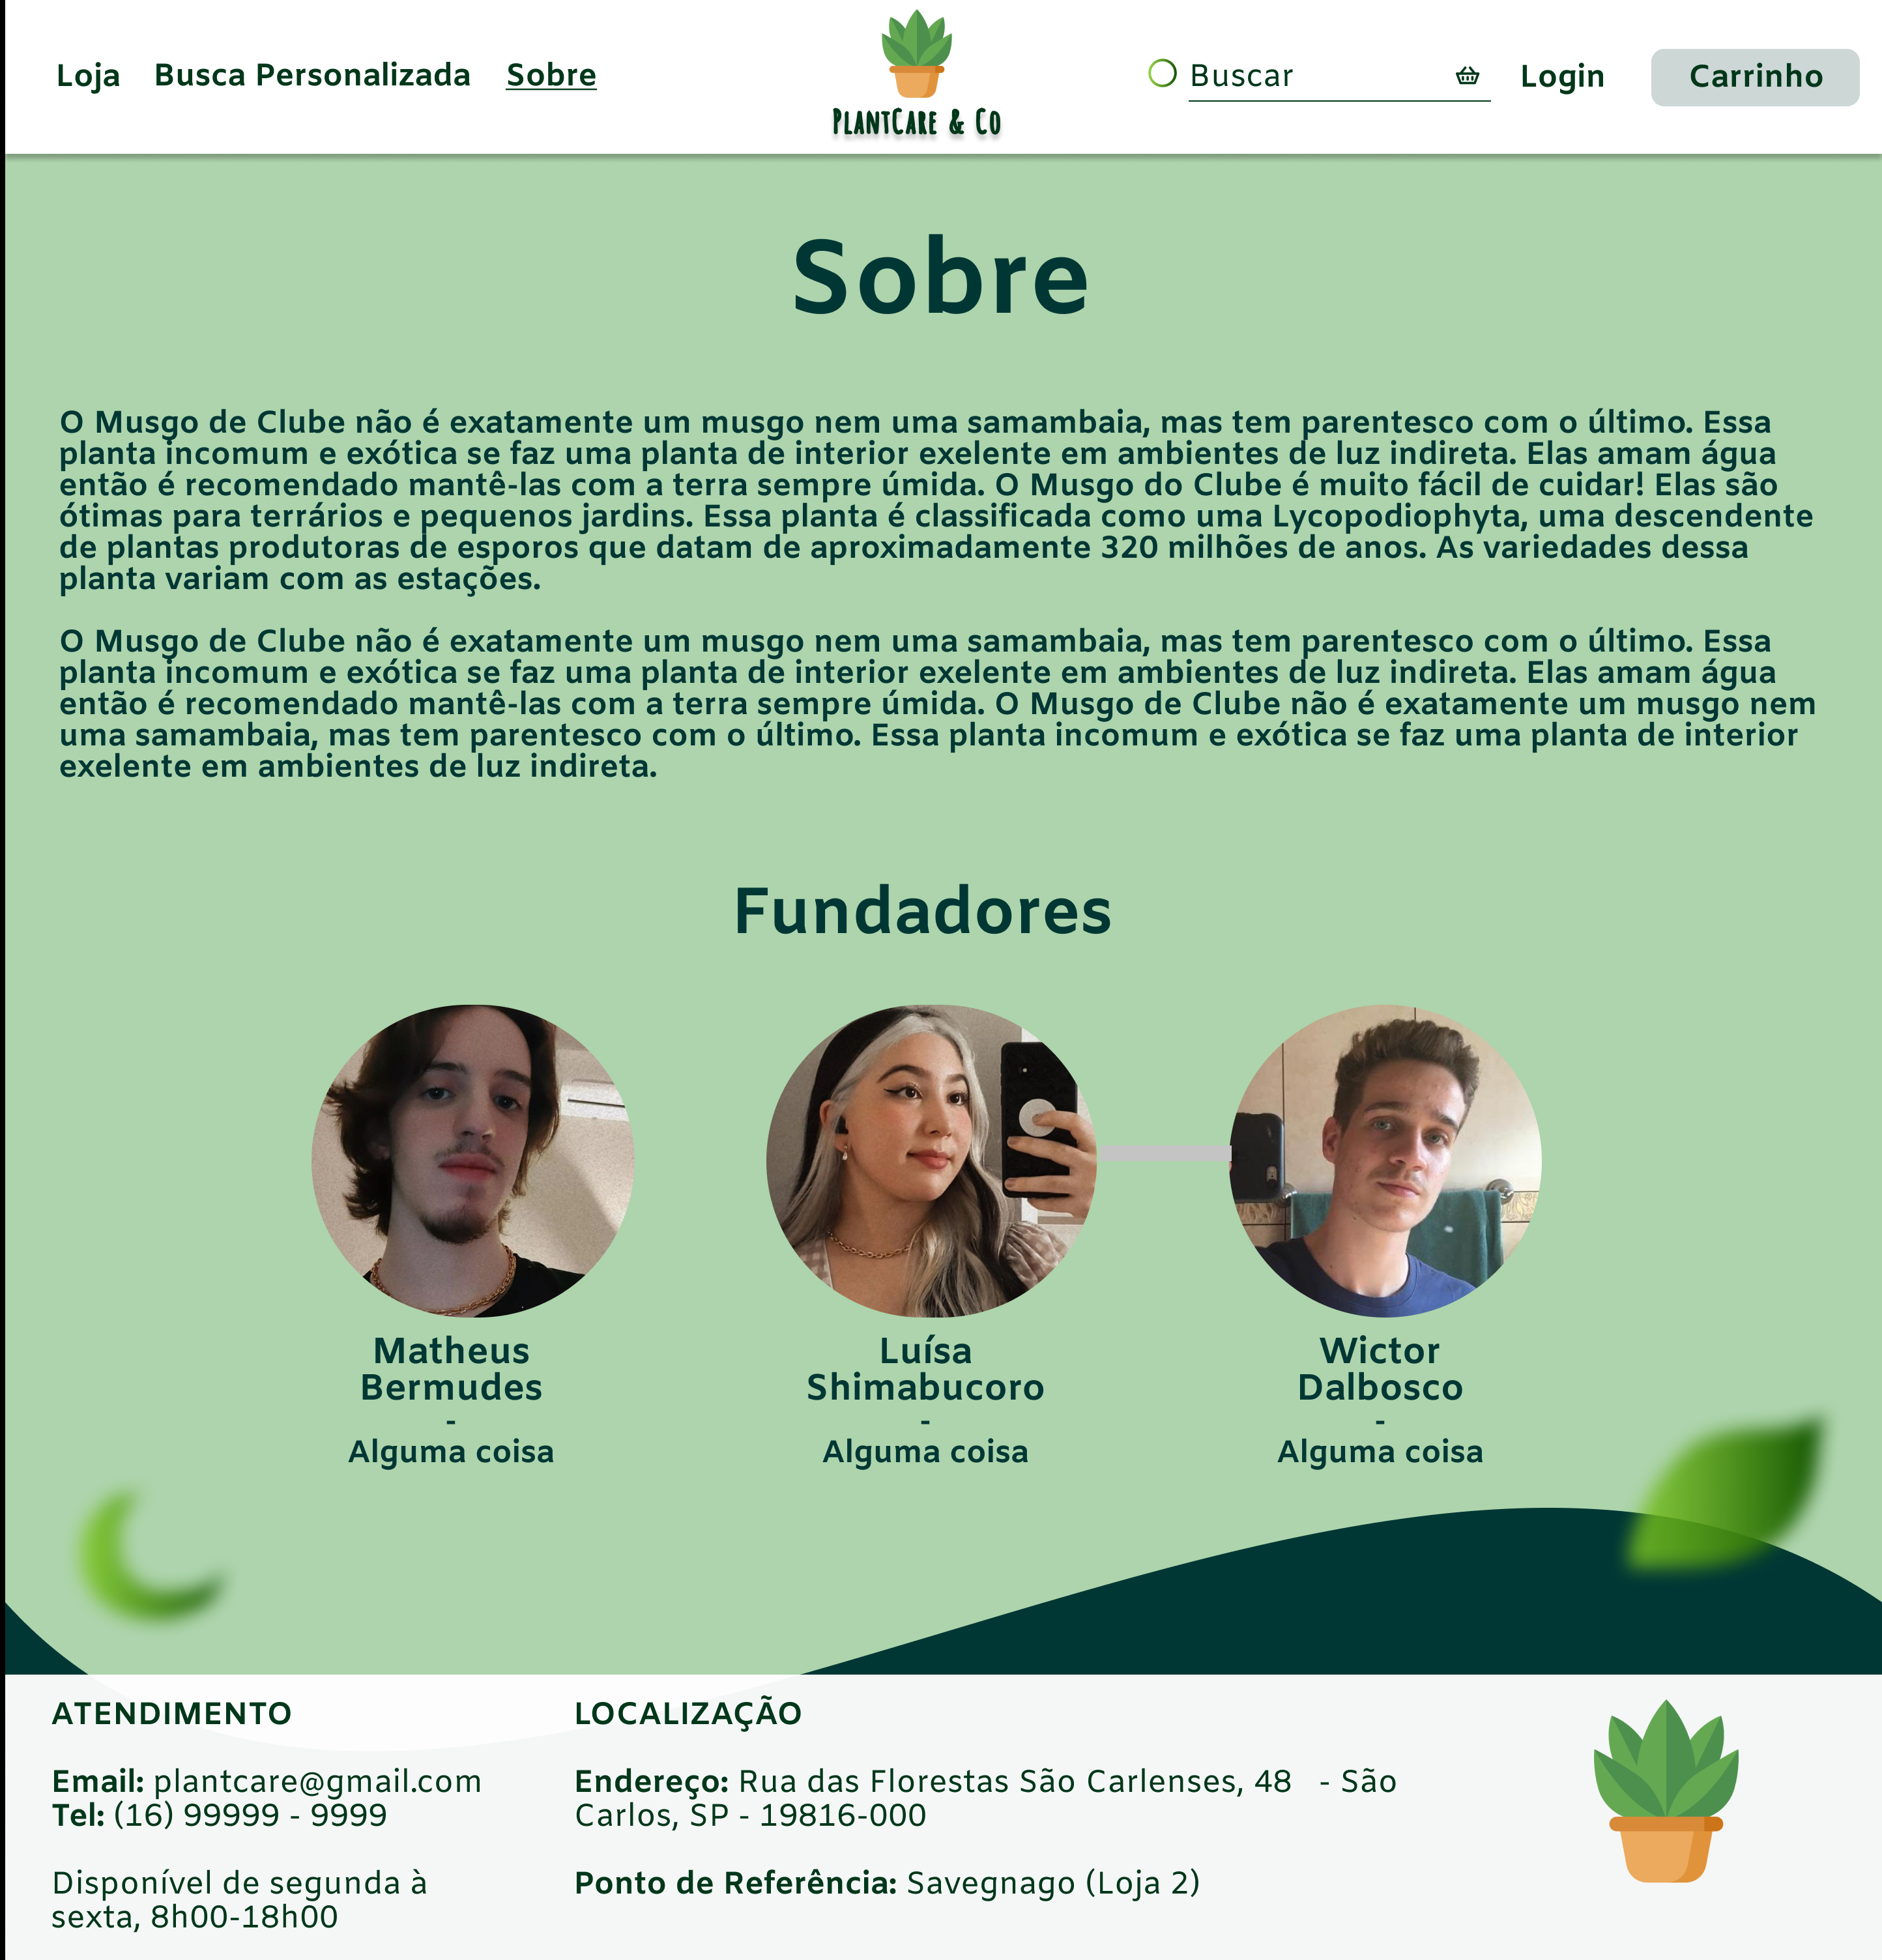 Loja Busca Personalizada Sobre
PLANTCARE & CO
Buscar
Login
Carrinho
Sobre
O Musgo de Clube não é exatamente um musgo nem uma samambaia, mas tem parentesco com o último. Essa
planta incomum e exótica se faz uma planta de interior exelente em ambientes de luz indireta. Elas amam água
então é recomendado mantê-las com a terra sempre úmida. O Musgo do Clube é muito fácil de cuidar! Elas são
ótimas para terrários e pequenos jardins. Essa planta é classificada como uma Lycopodiophyta, uma descendente
de plantas produtoras de esporos que datam de aproximadamente 320 milhões de anos. As variedades dessa
planta variam com as estações.
O Musgo de Clube não é exatamente um musgo nem uma samambaia, mas tem parentesco com o último. Essa
planta incomum e exótica se faz uma planta de interior exelente em ambientes de luz indireta. Elas amam água
então é recomendado mantê-las com a terra sempre úmida. O Musgo de Clube não é exatamente um musgo nem
uma samambaia, mas tem parentesco com o último. Essa planta incomum e exótica se faz uma planta de interior
exelente em ambientes de luz indireta.
Fundadores
Matheus
Bermudes
-
Alguma coisa
Luísa
Shimabucoro
-
Alguma coisa
Wictor
Dalbosco
-
Alguma coisa
ATENDIMENTO
Email: plantcare@gmail.com
Tel: (16) 99999 - 9999
Disponível de segunda à
sexta, 8h00-18h00
LOCALIZAÇÃO
Endereço: Rua das Florestas São Carlenses, 48 - São
Carlos, SP - 19816-000
Ponto de Referência: Savegnago (Loja 2)